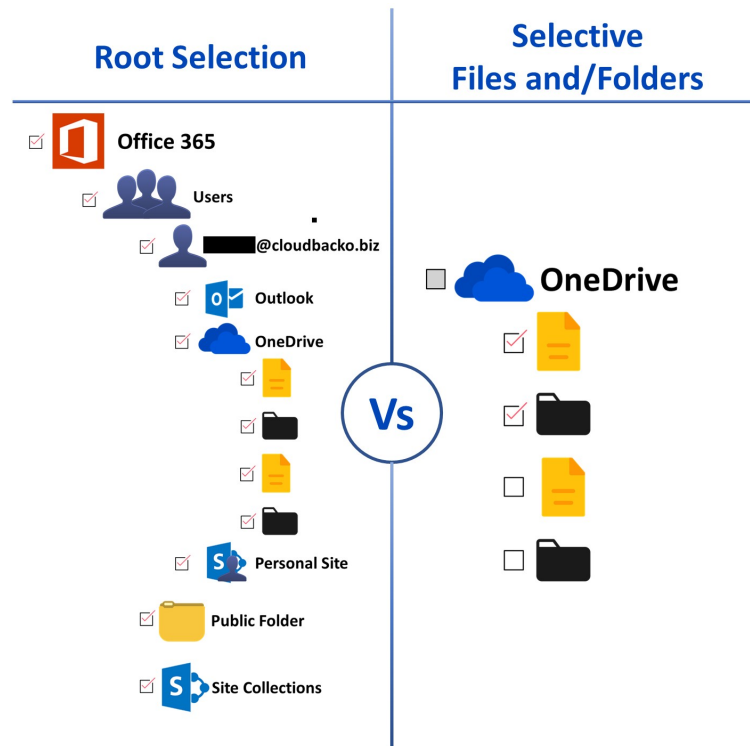 Root Selection
Selective
Files and/Folders
Office 365
Users
@cloudbacko.biz
Outlook
OneDrive
Personal Site
Public Folder
Site Collections
Vs
OneDrive